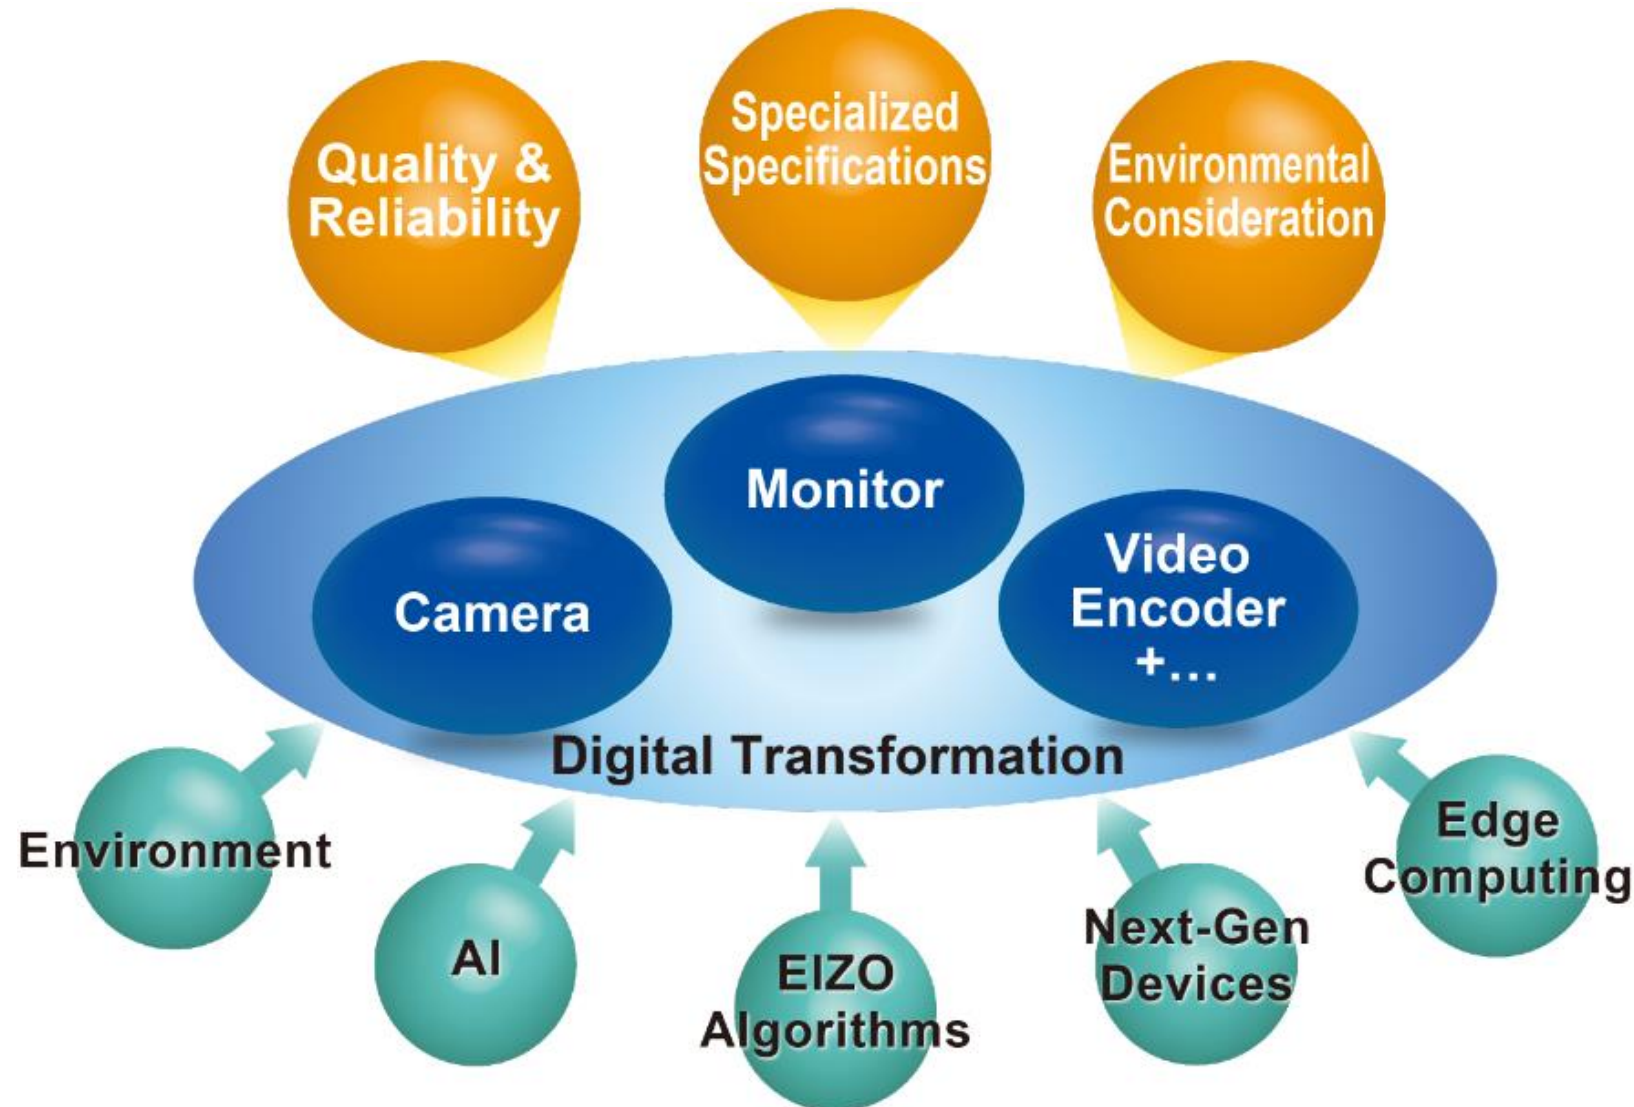 Quality &
Reliability
Specialized
Specifications
Environmental
Consideration
Monitor
Camera
Video
Encoder
+...
Digital Transformation
Environment
AI
EIZO
Algorithms
Next-Gen
Devices
Edge
Computing